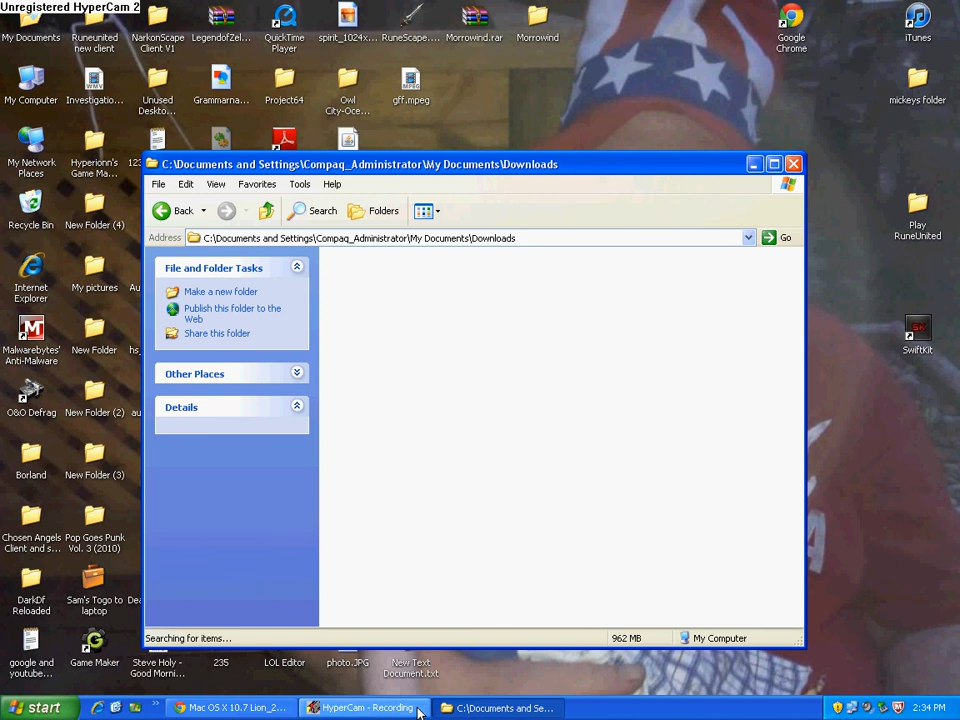 Unregistered HyperCam 2
My Documents
Runeunited
new client
NarkonScape
Client V1
LegendofZel...
QuickTime
Player
spirit_1024x...
RuneScape....
Morrowind.rar
Morrowind
Google
Chrome
iTunes
My Computer
Investigatio...
Unused
Deskto...
Grammarna...
Project64
Owl
City-Oce...
gff.mpeg
mickeys folder
My Network
Places
Hyperionn's
Game Ma...
123
C:\Documents and Settings\Compaq_Administrator\My Documents\Downloads
File Edit View Favorites Tools Help
Back Search Folders
Address C:\Documents and Settings\Compaq_Administrator\My Documents\Downloads Go
File and Folder Tasks
Make a new folder
Publish this folder to the
Web
Share this folder
Other Places
Details
Searching for items... 962 MB My Computer
Recycle Bin
New Folder (4)
Play
RuneUnited
Internet
Explorer
My pictures
Au
Malwarebytes'
Anti-Malware
New Folder
hs_
SwiftKit
O&O Defrag
New Folder (2)
au
Borland
New Folder (3)
Chosen Angels
Client and s...
Pop Goes Punk
Vol. 3 (2010)
DarkDf
Reloaded
Sam's Togo to
laptop
Dea
google and
youtube...
Game Maker
Steve Holy -
Good Morni...
235
LOL Editor
photo.JPG
New Text
Document.txt
start
Mac OS X 10.7 Lion_2...
HyperCam - Recording
C:\Documents and Se...
2:34 PM